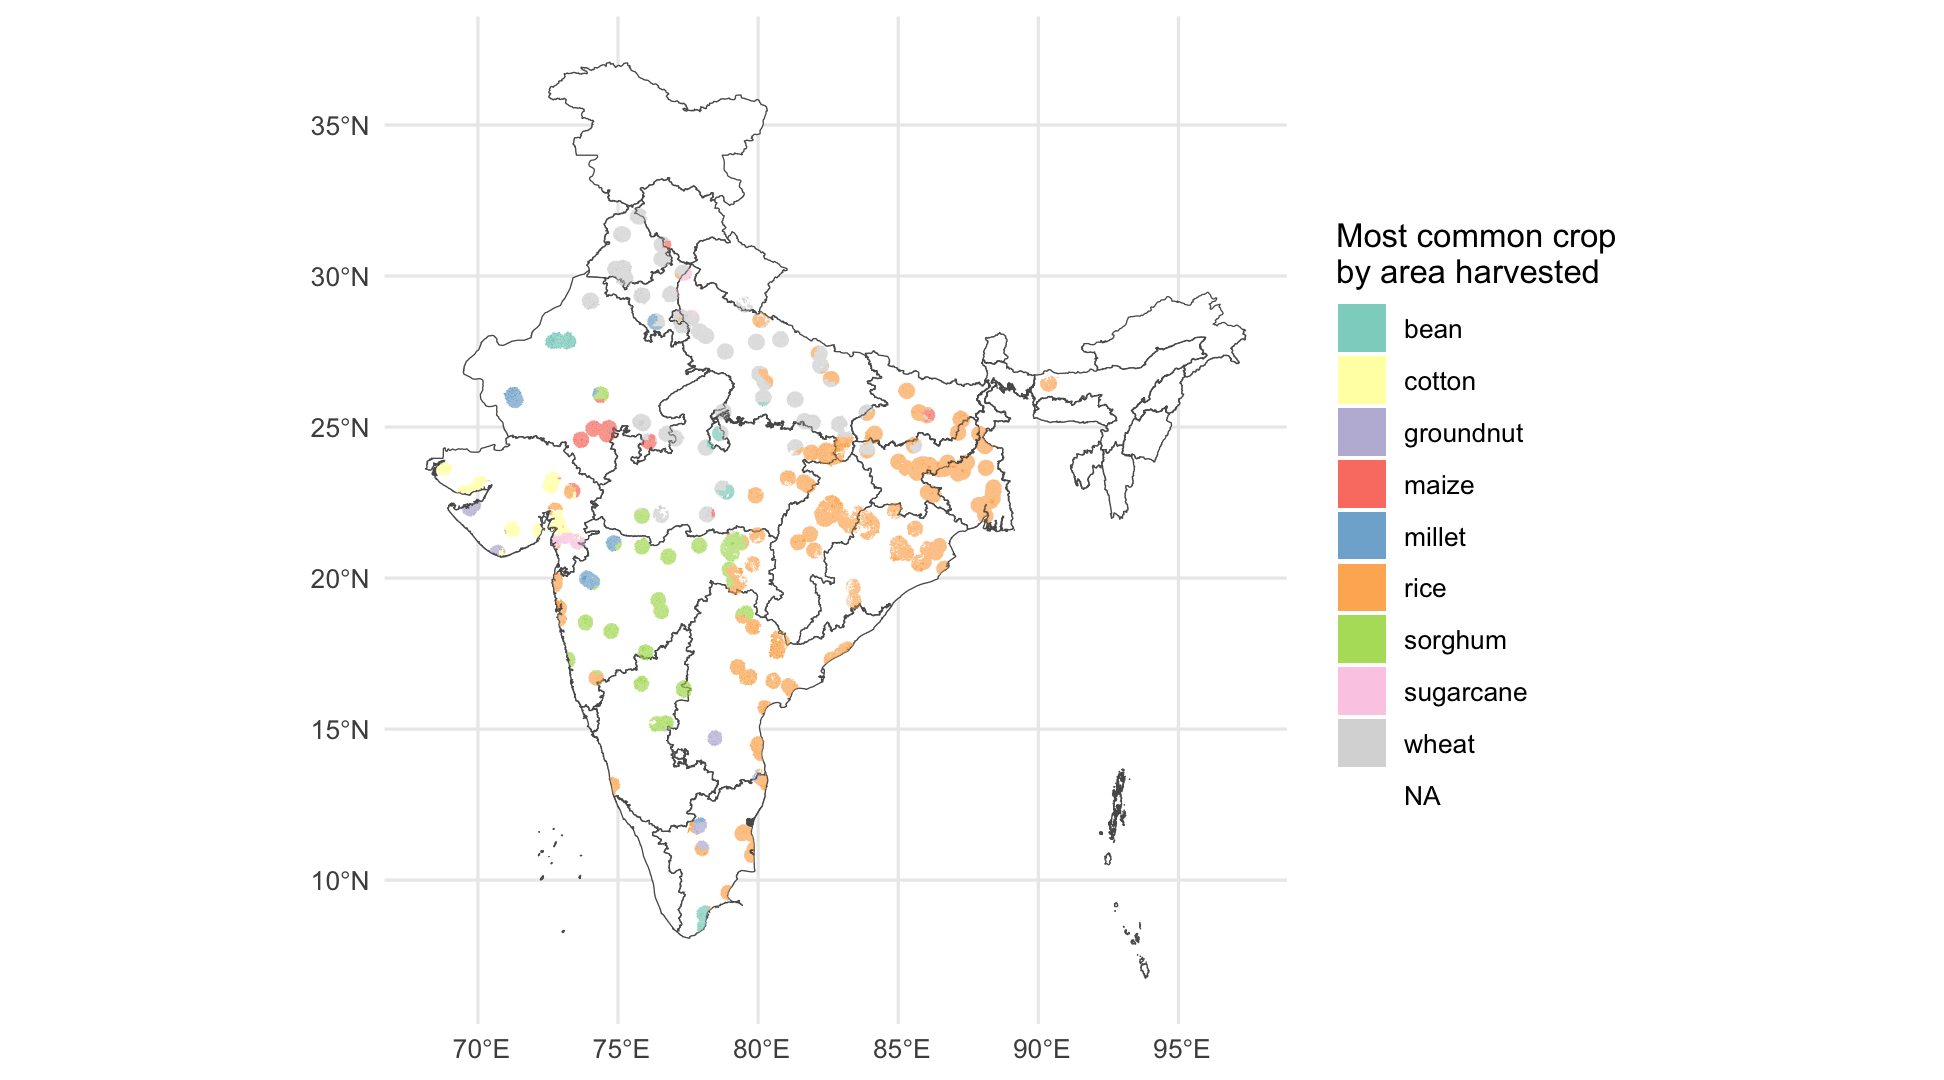 35°N
30°N
25°N
20°N
15°N
10°N
70°E
75°E
80°E
85°E
90°E
95°E
Most common crop
by area harvested
bean
cotton
groundnut
maize
millet
rice
sorghum
sugarcane
wheat
NA